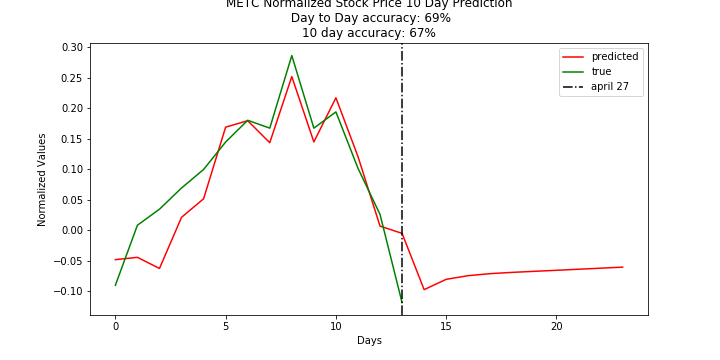 METC Normalized Stock Price 10 Day Prediction
Day to Day accuracy: 69%
10 day accuracy: 67%
0.30
0.25
0.20
0.15
0.10
0.05
0.00
−0.05
−0.10
Normalized Values
predicted
true
april 27
0
5
10
15
20
Days